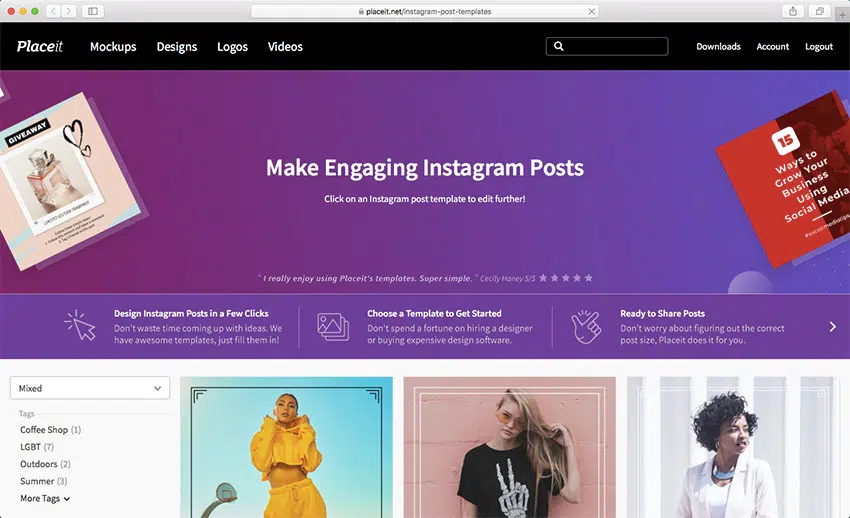 placeit.net/instagram-post-templates
Placeit
Mockups
Designs
Logos
Videos
Downloads
Account
Logout
GIVEAWAY
LIMITED EDITION FRAGRANCE
Make Engaging Instagram Posts
Click on an Instagram post template to edit further!
15
Ways to
Grow Your
Business
Using
Social Media
#socialmediatips
" I really enjoy using Placeit's templates. Super simple. " Cecily Haney 5/5
Design Instagram Posts in a Few Clicks
Don't waste time coming up with ideas. We
have awesome templates, just fill them in!
Choose a Template to Get Started
Don't spend a fortune on hiring a designer
or buying expensive design software.
Ready to Share Posts
Don't worry about figuring out the correct
post size, Placeit does it for you.
Mixed
Tags
Coffee Shop (1)
LGBT (7)
Outdoors (2)
Summer (3)
More Tags